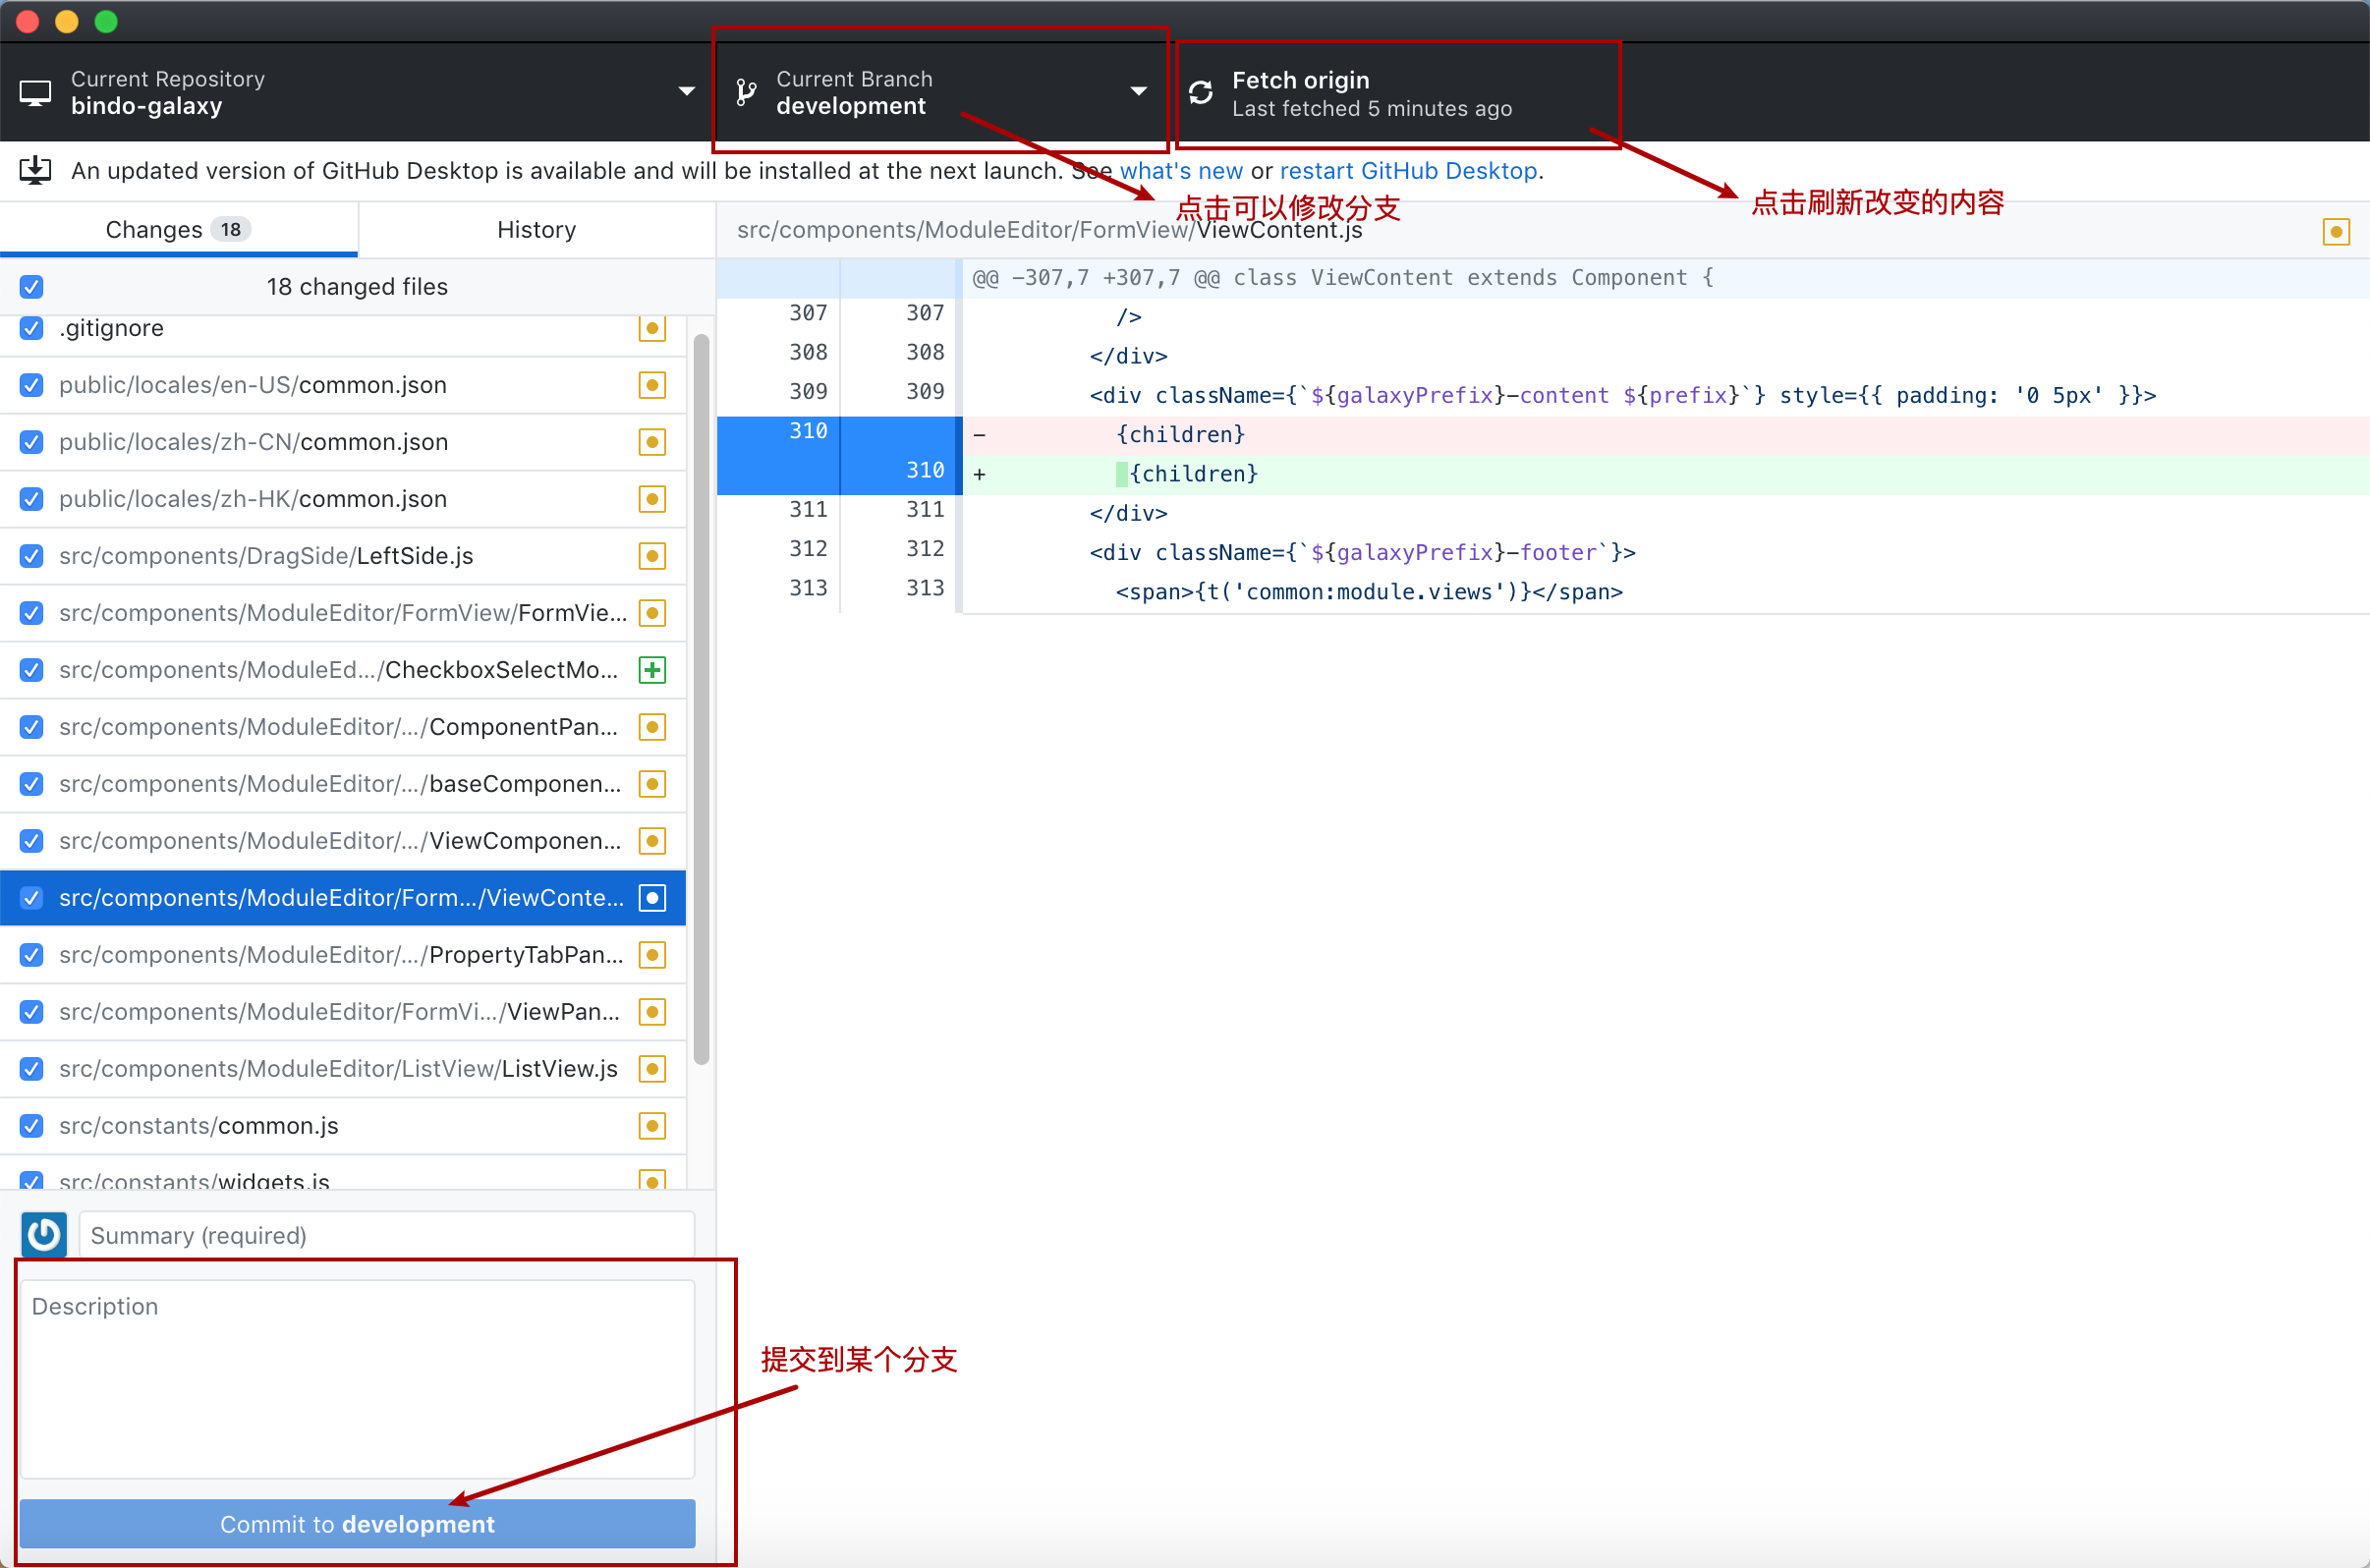 Current Repository
bindo-galaxy
Current Branch
development
Fetch origin
Last fetched 5 minutes ago
An updated version of GitHub Desktop is available and will be installed at the next launch. See what's new or restart GitHub Desktop.
点击可以修改分支
点击刷新改变的内容
Changes 18
History
src/components/ModuleEditor/FormView/ViewContent.js
18 changed files
.gitignore
public/locales/en-US/common.json
public/locales/zh-CN/common.json
public/locales/zh-HK/common.json
src/components/DragSide/LeftSide.js
src/components/ModuleEditor/FormView/FormVie...
src/components/ModuleEd.../CheckboxSelectMo...
src/components/ModuleEditor/.../ComponentPan...
src/components/ModuleEditor/.../baseComponen...
src/components/ModuleEditor/.../ViewComponen...
src/components/ModuleEditor/Form.../ViewConte...
src/components/ModuleEditor/.../PropertyTabPan...
src/components/ModuleEditor/FormVi.../ViewPan...
src/components/ModuleEditor/ListView/ListView.js
src/constants/common.js
src/constants/widgets.js
@@ -307,7 +307,7 @@ class ViewContent extends Component {
307 307 />
308 308 </div>
309 309 <div className={`${galaxyPrefix}-content ${prefix}`} style={{ padding: '0 5px' }}>
310 - {children}
310 + {children}
311 311 </div>
312 312 <div className={`${galaxyPrefix}-footer`}>
313 313 <span>{t('common:module.views')}</span>
Summary (required)
Description
提交到某个分支
Commit to development